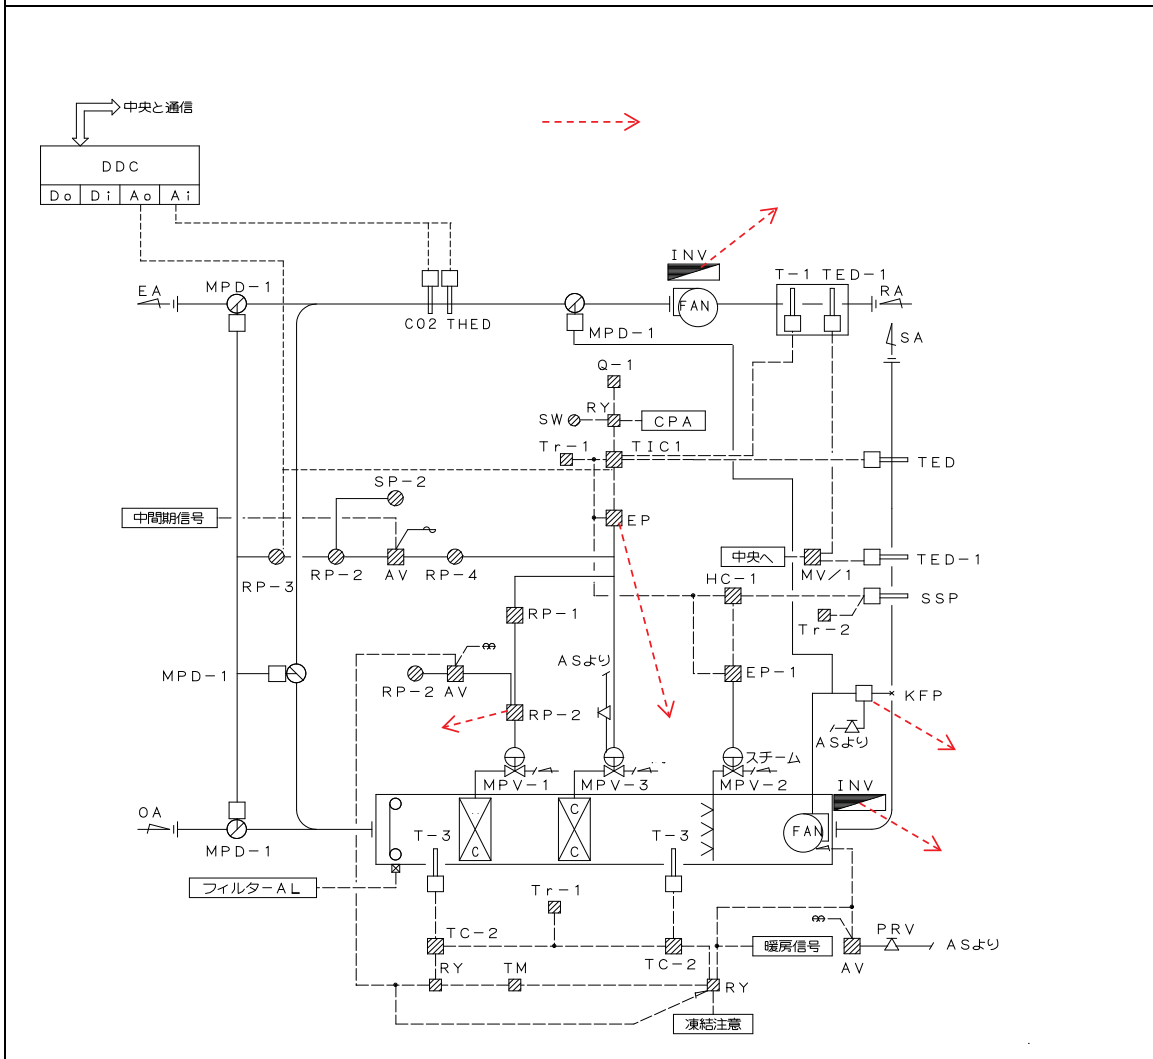 中央と通信
DDC
Do Di Ao Ai
INV
EA
MPD-1
T-1 TED-1
RA
FAN
CO2 THED
MPD-1
SA
Q-1
RY
SW
CPA
Tr-1
TIC1
TED
SP-2
中間期信号
EP
RP-3
RP-2
AV
RP-4
中央へ
MV/1
TED-1
HC-1
SSP
RP-1
Tr-2
ASより
MPD-1
RP-2
AV
EP-1
KFP
RP-2
ASより
スチーム
MPV-1
MPV-3
MPV-2
INV
OA
C
T-3
T-3
FAN
MPD-1
C
C
フィルターAL
Tr-1
TC-2
TC-2
暖房信号
PRV
ASより
AV
RY
TM
RY
凍結注意